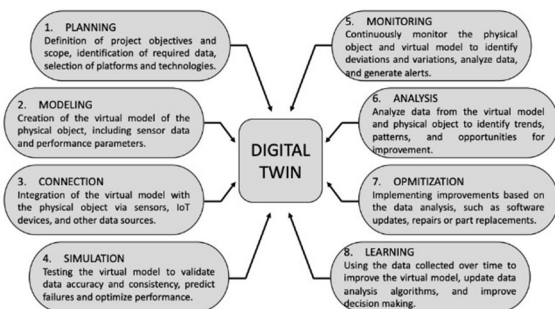 1. PLANNING
Definition of project objectives and
scope, identification of required data,
selection of platforms and technologies.
2. MODELING
Creation of the virtual model of the
physical object, including sensor data
and performance parameters.
3. CONNECTION
Integration of the virtual model with
the physical object via sensors, IoT
devices, and other data sources.
4. SIMULATION
Testing the virtual model to validate
data accuracy and consistency, predict
failures and optimize performance.
DIGITAL
TWIN
5. MONITORING
Continuously monitor the physical
object and virtual model to identify
deviations and variations, analyze data,
and generate alerts.
6. ANALYSIS
Analyze data from the virtual model
and physical object to identify trends,
patterns, and opportunities for
improvement.
7. OPMITIZATION
Implementing improvements based on
the data analysis, such as software
updates, repairs or part replacements.
8. LEARNING
Using the data collected over time to
improve the virtual model, update data
analysis algorithms, and improve
decision making.